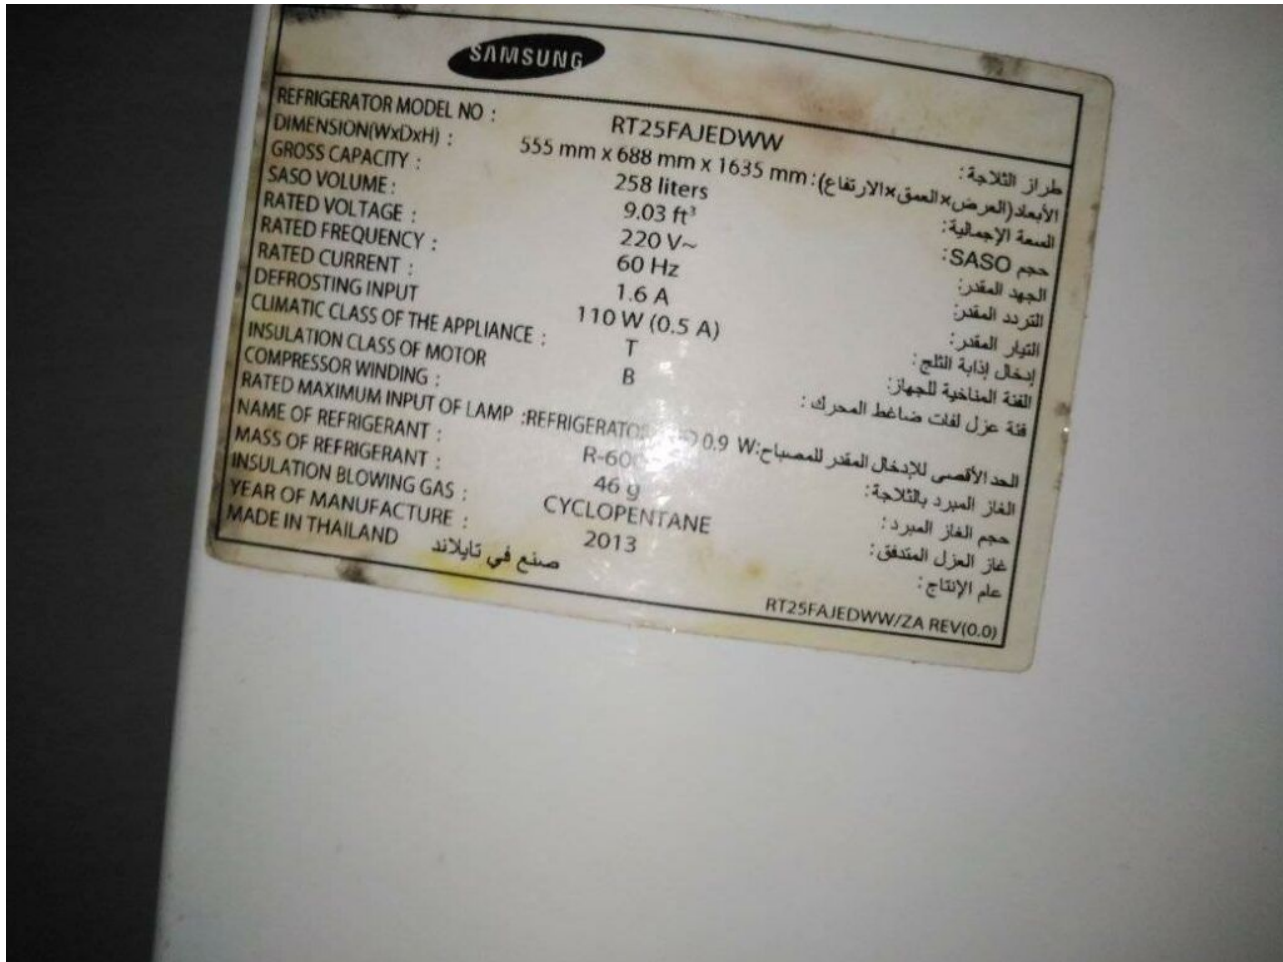 SAMSUNG
REFRIGERATOR MODEL NO : RT25FAJEDWW طراز الثلاجة:
DIMENSION(WxDxH) : 555 mm x 688 mm x 1635 mm :الأبعاد(العرض×العمق×الارتفاع)
GROSS CAPACITY : 258 liters السعة الإجمالية:
SASO VOLUME : 9.03 ft³ حجم SASO:
RATED VOLTAGE : 220 V~ الجهد المقدر:
RATED FREQUENCY : 60 Hz التردد المقدر:
RATED CURRENT : 1.6 A التيار المقدر:
DEFROSTING INPUT 110 W (0.5 A) إدخال إذابة الثلج :
CLIMATIC CLASS OF THE APPLIANCE : T الفئة المناخية للجهاز:
INSULATION CLASS OF MOTOR
COMPRESSOR WINDING : B فئة عزل لفات ضاغط المحرك :
RATED MAXIMUM INPUT OF LAMP : 0.9 W :الحد الأقصى للإدخال المقدر للمصباح
NAME OF REFRIGERANT : الغاز المبرد بالثلاجة:
MASS OF REFRIGERANT : 46 g حجم الغاز المبرد :
INSULATION BLOWING GAS : CYCLOPENTANE غاز العزل المتدفق:
YEAR OF MANUFACTURE : 2013 عام الإنتاج :
MADE IN THAILAND صنع في تايلاند
RT25FAJEDWW/ZA REV(0.0)